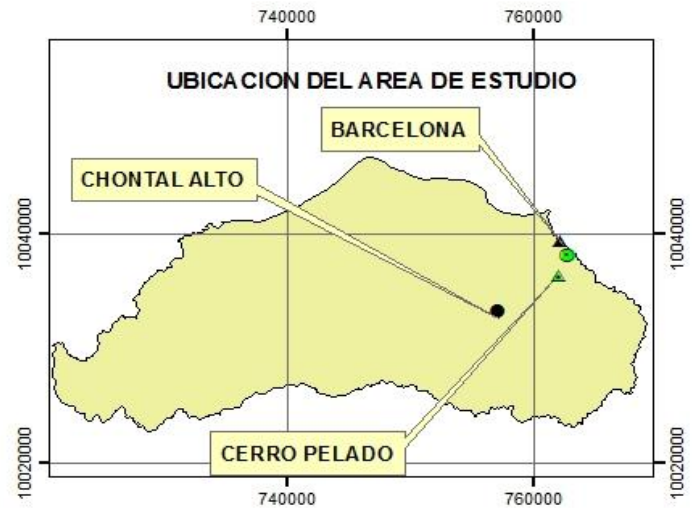 740000 760000
UBICACION DEL AREA DE ESTUDIO
BARCELONA
CHONTAL ALTO
10040000 10040000
CERRO PELADO
10020000 10020000
740000 760000